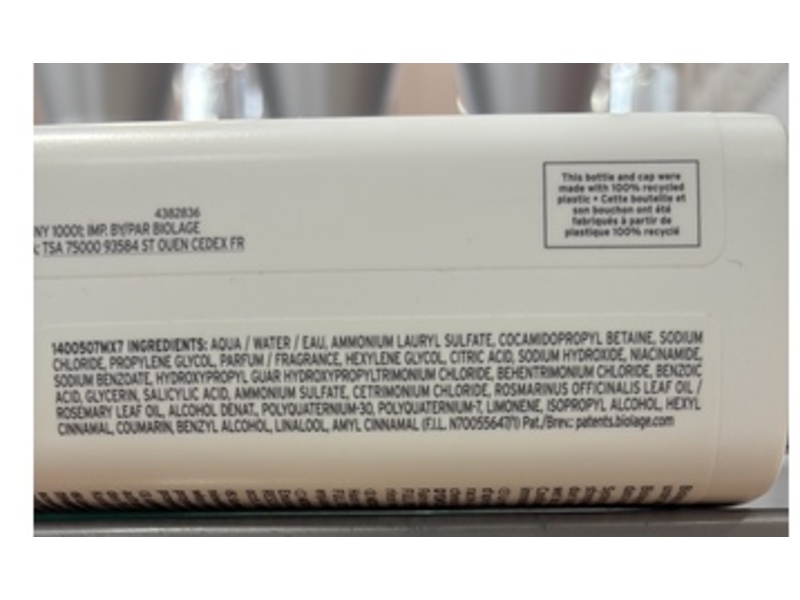 4382836
NY 10001; IMP. BY/PAR BIOLAGE
TSA 75000 93584 ST OUEN CEDEX FR
This bottle and cap were
made with 100% recycled
plastic • Cette bouteille et
son bouchon ont été
fabriqués à partir de
plastique 100% recyclé
1400507MX7 INGREDIENTS: AQUA / WATER / EAU, AMMONIUM LAURYL SULFATE, COCAMIDOPROPYL BETAINE, SODIUM
CHLORIDE, PROPYLENE GLYCOL, PARFUM / FRAGRANCE, HEXYLENE GLYCOL, CITRIC ACID, SODIUM HYDROXIDE, NIACINAMIDE,
SODIUM BENZOATE, HYDROXYPROPYL GUAR HYDROXYPROPYLTRIMONIUM CHLORIDE, BEHENTRIMONIUM CHLORIDE, BENZOIC
ACID, GLYCERIN, SALICYLIC ACID, AMMONIUM SULFATE, CETRIMONIUM CHLORIDE, ROSMARINUS OFFICINALIS LEAF OIL /
ROSEMARY LEAF OIL, ALCOHOL DENAT., POLYQUATERNIUM-30, POLYQUATERNIUM-7, LIMONENE, ISOPROPYL ALCOHOL, HEXYL
CINNAMAL, COUMARIN, BENZYL ALCOHOL, LINALOOL, AMYL CINNAMAL (F.I.L. N70055647/1) Pat./Brev.: patents.biolage.com